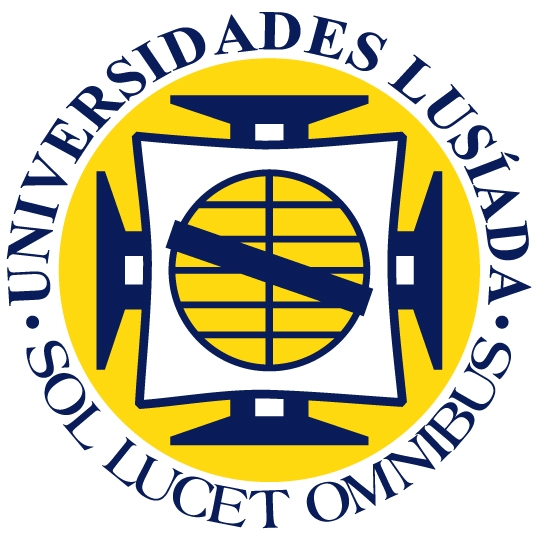 UNIVERSIDADES LUSÍADA
• SOL LUCET OMNIBUS •